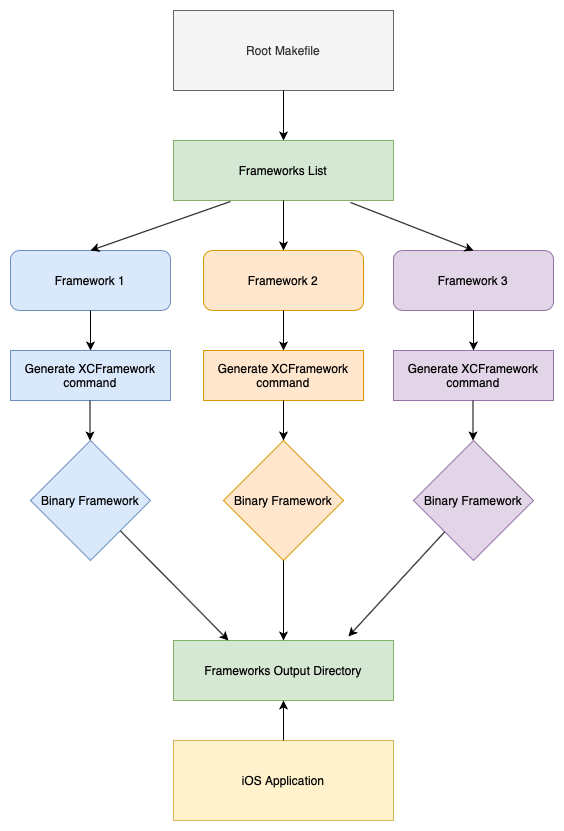 Root Makefile
Frameworks List
Framework 1
Framework 2
Framework 3
Generate XCFramework
command
Generate XCFramework
command
Generate XCFramework
command
Binary Framework
Binary Framework
Binary Framework
Frameworks Output Directory
iOS Application